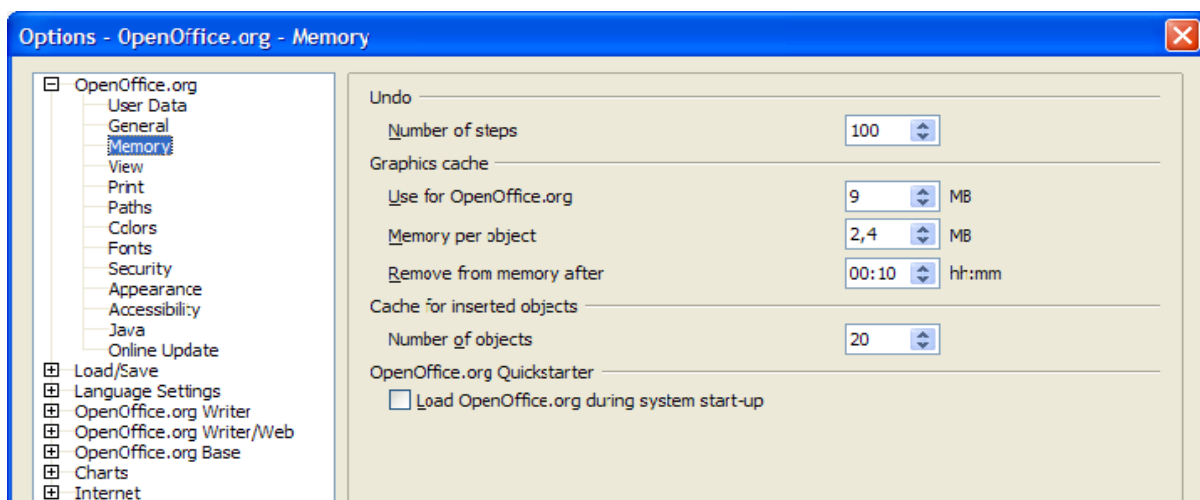 Options - OpenOffice.org - Memory
OpenOffice.org
User Data
General
Memory
View
Print
Paths
Colors
Fonts
Security
Appearance
Accessibility
Java
Online Update
Load/Save
Language Settings
OpenOffice.org Writer
OpenOffice.org Writer/Web
OpenOffice.org Base
Charts
Internet
Undo
Number of steps 100
Graphics cache
Use for OpenOffice.org 9 MB
Memory per object 2,4 MB
Remove from memory after 00:10 hh:mm
Cache for inserted objects
Number of objects 20
OpenOffice.org Quickstarter
Load OpenOffice.org during system start-up